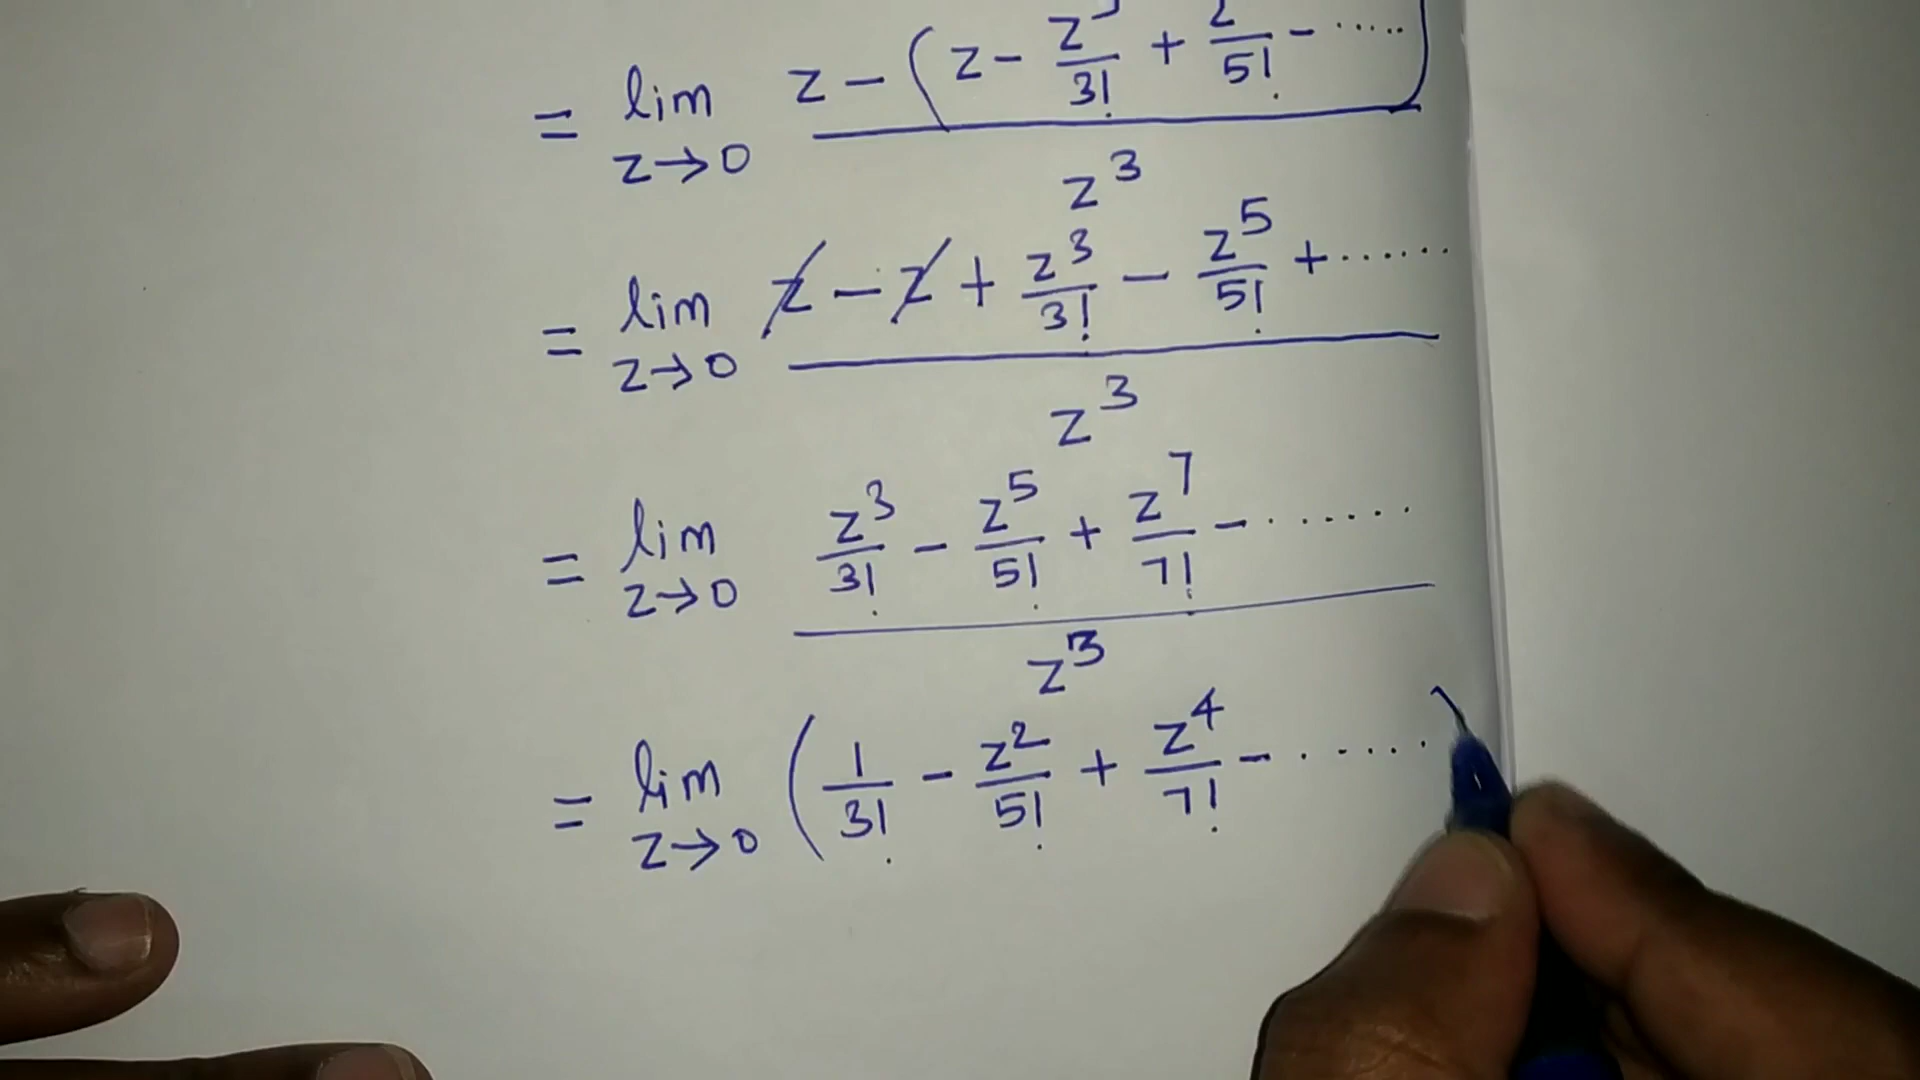 = lim z→0 z - (z - z³/3! + z/5! - .....) / z³
= lim z→0 z - z + z³/3! - z⁵/5! + ...... / z³
= lim z→0 z³/3! - z⁵/5! + z⁷/7! - ....... / z³
= lim z→0 (1/3! - z²/5! + z⁴/7! - ......